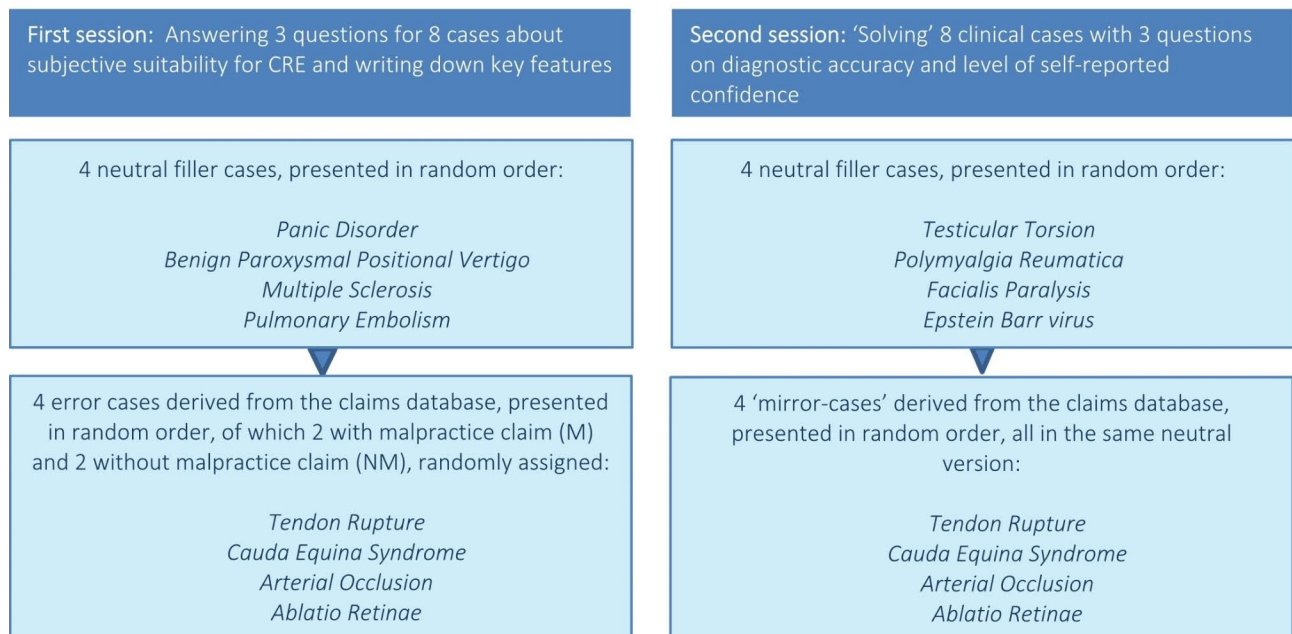 First session: Answering 3 questions for 8 cases about
subjective suitability for CRE and writing down key features
4 neutral filler cases, presented in random order:
Panic Disorder
Benign Paroxysmal Positional Vertigo
Multiple Sclerosis
Pulmonary Embolism
4 error cases derived from the claims database, presented
in random order, of which 2 with malpractice claim (M)
and 2 without malpractice claim (NM), randomly assigned:
Tendon Rupture
Cauda Equina Syndrome
Arterial Occlusion
Ablatio Retinae
Second session: ‘Solving’ 8 clinical cases with 3 questions
on diagnostic accuracy and level of self-reported
confidence
4 neutral filler cases, presented in random order:
Testicular Torsion
Polymyalgia Reumatica
Facialis Paralysis
Epstein Barr virus
4 ‘mirror-cases’ derived from the claims database,
presented in random order, all in the same neutral
version:
Tendon Rupture
Cauda Equina Syndrome
Arterial Occlusion
Ablatio Retinae